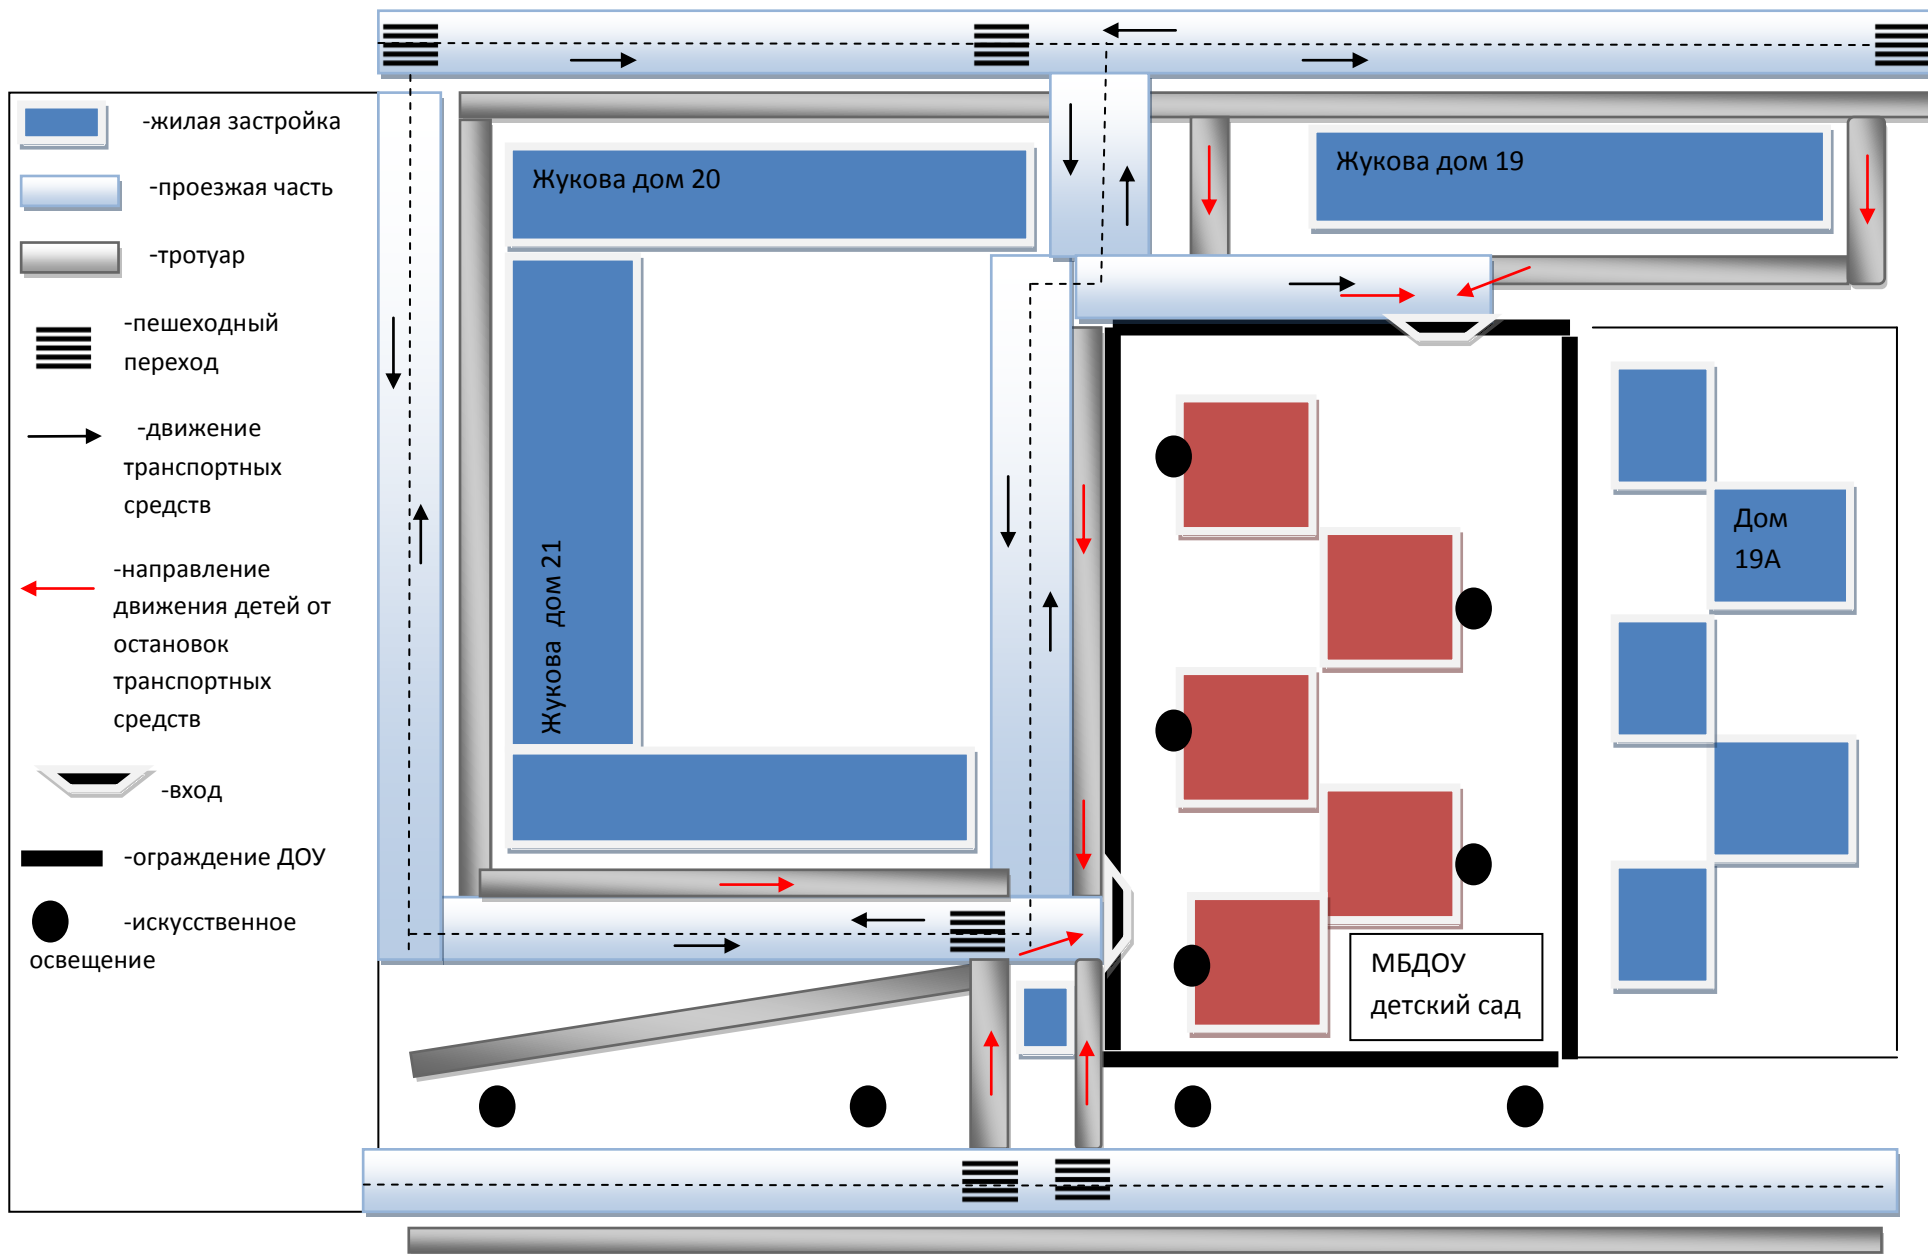 -жилая застройка
-проезжая часть
-тротуар
-пешеходный
переход
-движение
транспортных
средств
-направление
движения детей от
остановок
транспортных
средств
-вход
-ограждение ДОУ
-искусственное
освещение
Жукова дом 20
Жукова дом 19
Жукова дом 21
Дом
19А
МБДОУ
детский сад